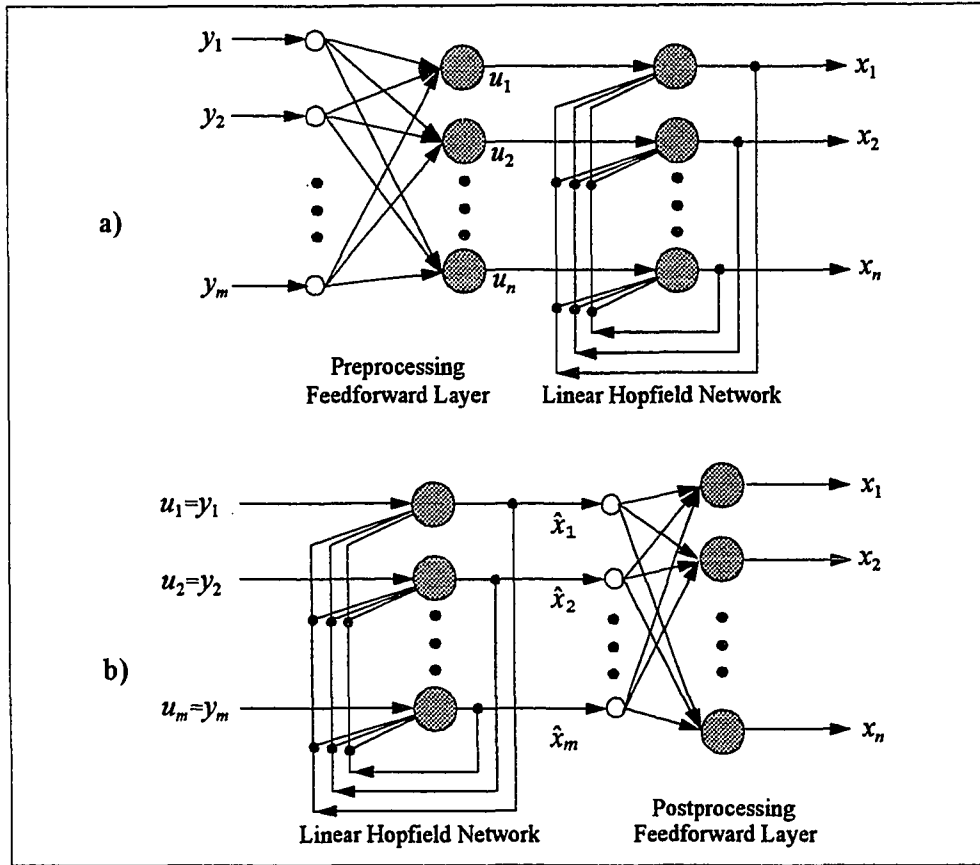 a)
y₁
y₂
yₘ
u₁
u₂
uₙ
x₁
x₂
xₙ
Preprocessing
Feedforward Layer
Linear Hopfield Network
b)
u₁=y₁
u₂=y₂
uₘ=yₘ
x̂₁
x̂₂
x̂ₘ
x₁
x₂
xₙ
Linear Hopfield Network
Postprocessing
Feedforward Layer